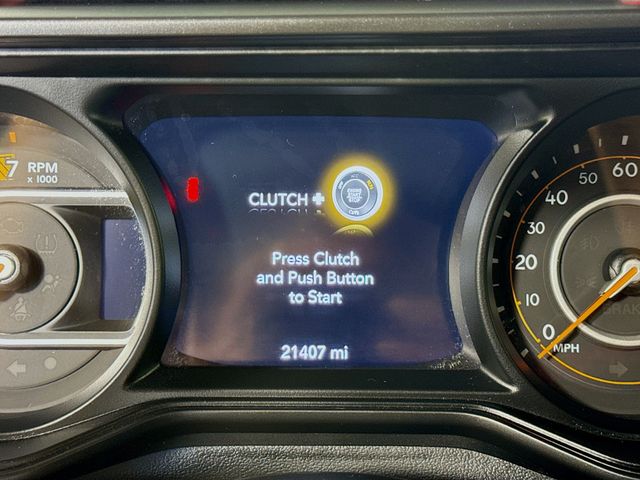 7
RPM
x 1000
CLUTCH +
ENGINE
START
STOP
Press Clutch
and Push Button
to Start
21407 mi
0
10
20
30
40
50
60
MPH